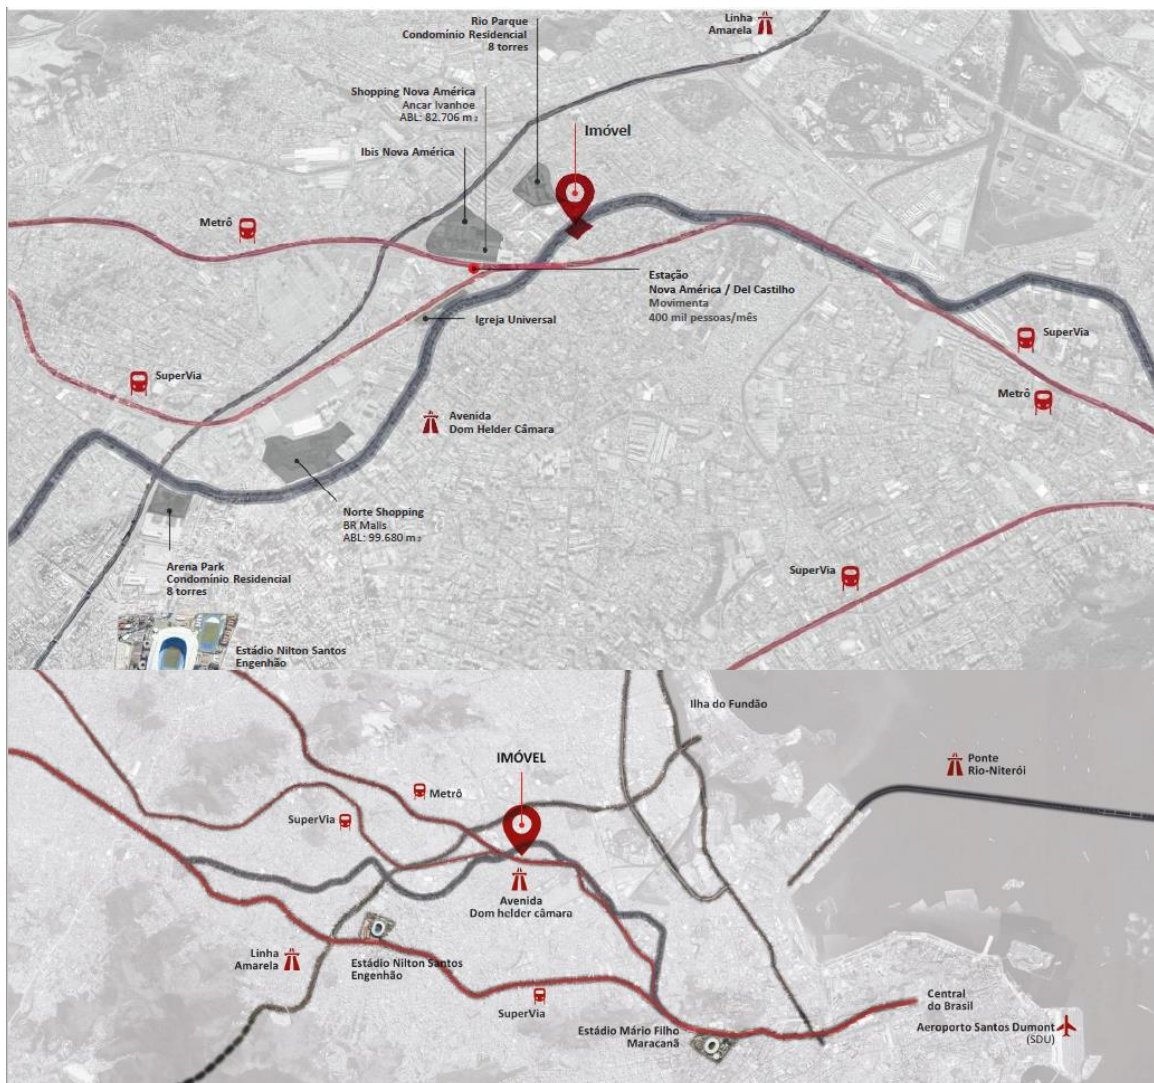 Rio Parque
Condomínio Residencial
8 torres
Linha
Amarela
Shopping Nova América
Ancar Ivanhoe
ABL: 82.706 m²
Imóvel
Ibis Nova América
Metrô
Estação
Nova América / Del Castilho
Movimenta
400 mil pessoas/mês
Igreja Universal
SuperVia
SuperVia
Metrô
Avenida
Dom Helder Câmara
Norte Shopping
BR Malls
ABL: 99.680 m²
Arena Park
Condomínio Residencial
8 torres
SuperVia
Estádio Nilton Santos
Engenhão
Ilha do Fundão
IMÓVEL
Ponte
Rio-Niterói
Metrô
SuperVia
Avenida
Dom helder câmara
Linha
Amarela
Estádio Nilton Santos
Engenhão
SuperVia
Central
do Brasil
Estádio Mário Filho
Maracanã
Aeroporto Santos Dumont
(SDU)